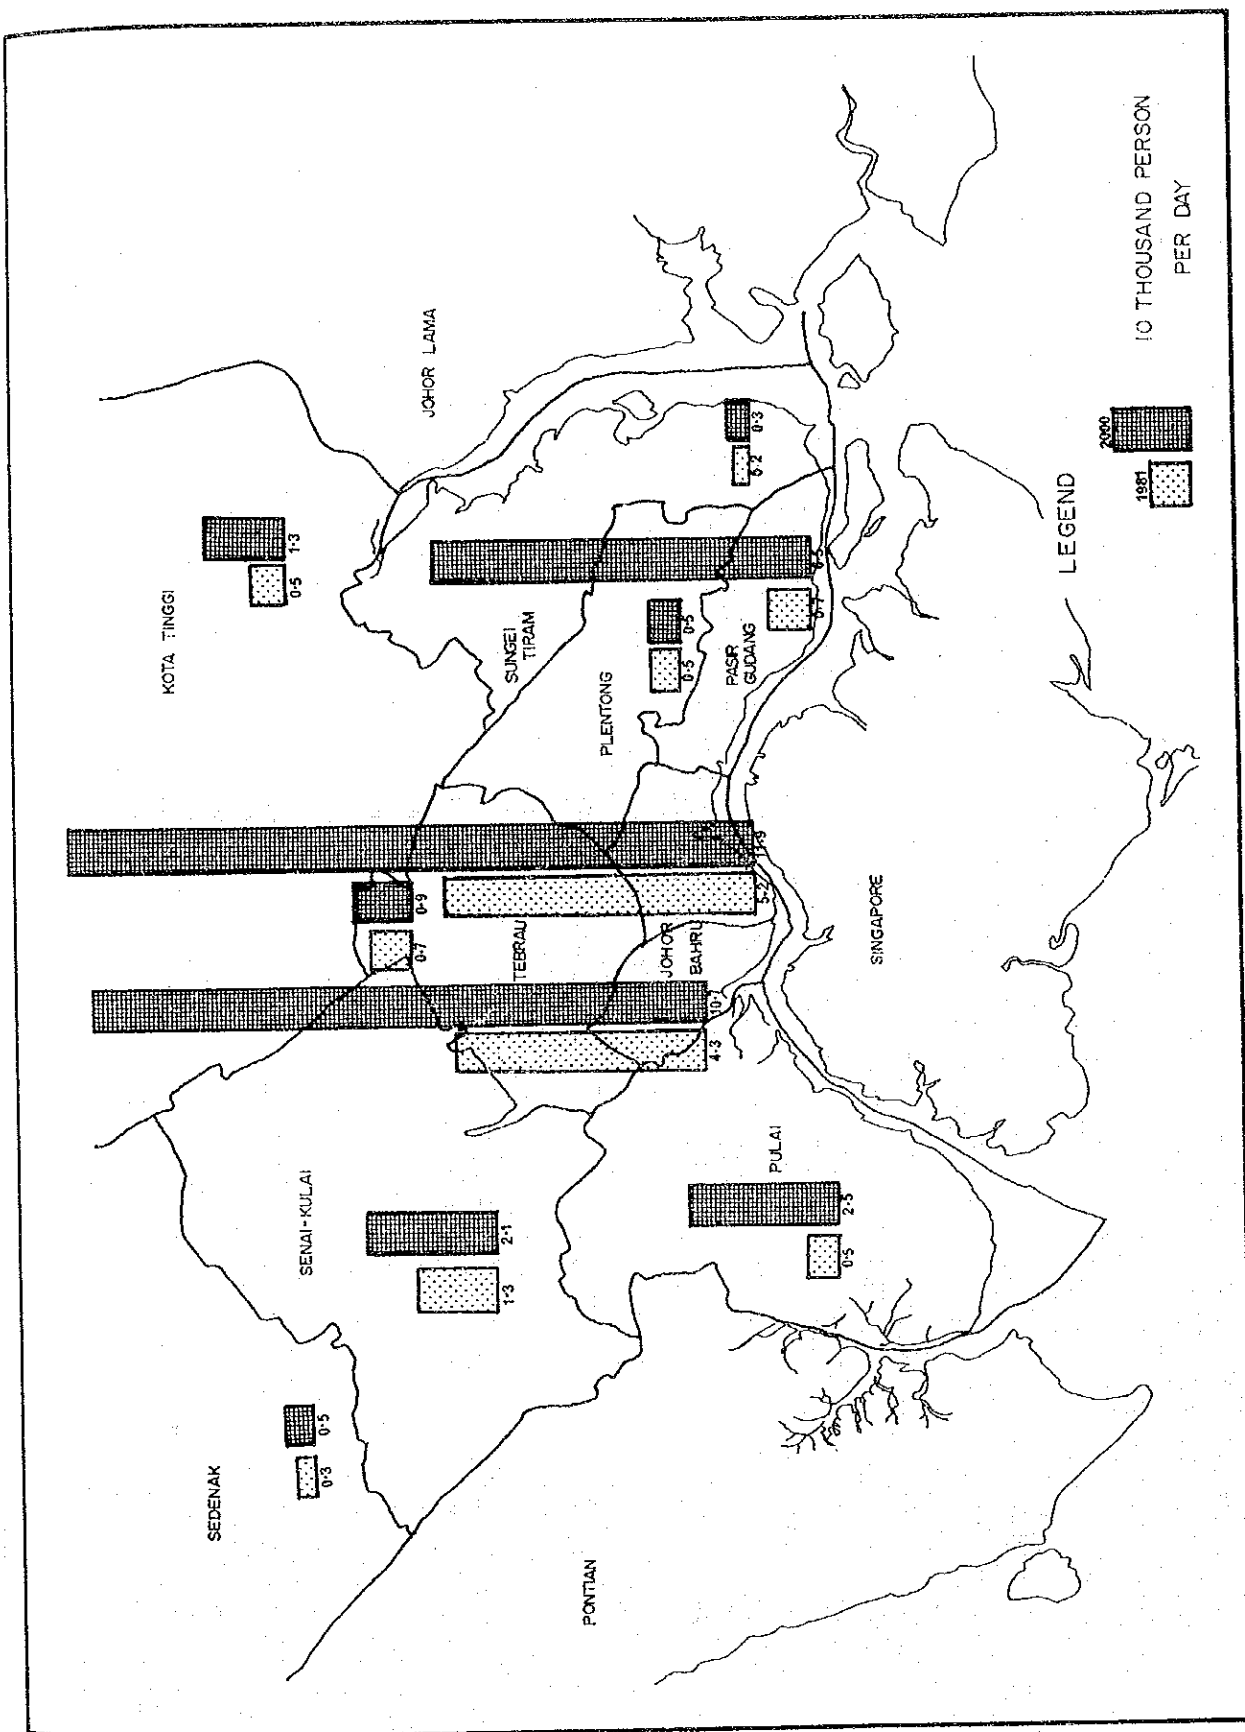 KOTA TINGGI
0.5 1.3
SEDENAK
0.3 0.5
SENAI-KULAI
1.3 2.1
0.7 0.9
JOHOR LAMA
TEBRAU
SUNGEI
TIRAM
PLENTONG
PONTIAN
JOHOR
BAHRU
4.3
5.2
0.5 0.5
PASIR
GUDANG
0.7
0.2 0.3
PULAI
0.5 2.5
SINGAPORE
LEGEND
1981 2000
10 THOUSAND PERSON
PER DAY